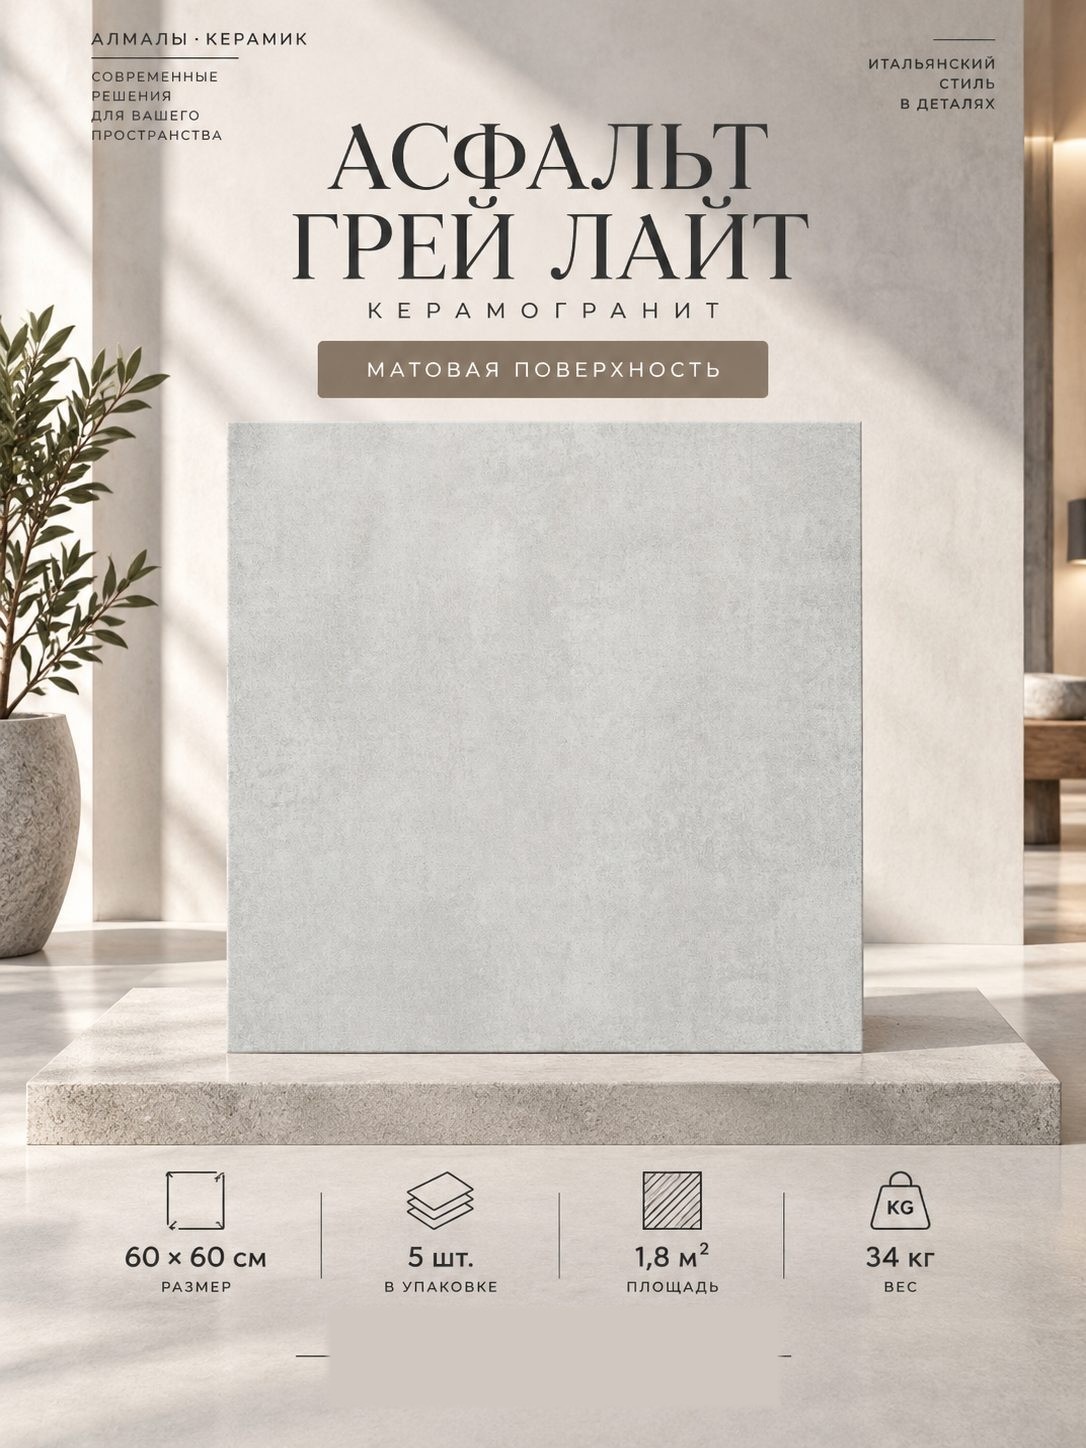 АЛМАЛЫ · КЕРАМИК
СОВРЕМЕННЫЕ
РЕШЕНИЯ
ДЛЯ ВАШЕГО
ПРОСТРАНСТВА
ИТАЛЬЯНСКИЙ
СТИЛЬ
В ДЕТАЛЯХ
АСФАЛЬТ
ГРЕЙ ЛАЙТ
КЕРАМОГРАНИТ
МАТОВАЯ ПОВЕРХНОСТЬ
KG
60 × 60 см
5 шт.
1,8 м²
34 кг
РАЗМЕР
В УПАКОВКЕ
ПЛОЩАДЬ
ВЕС